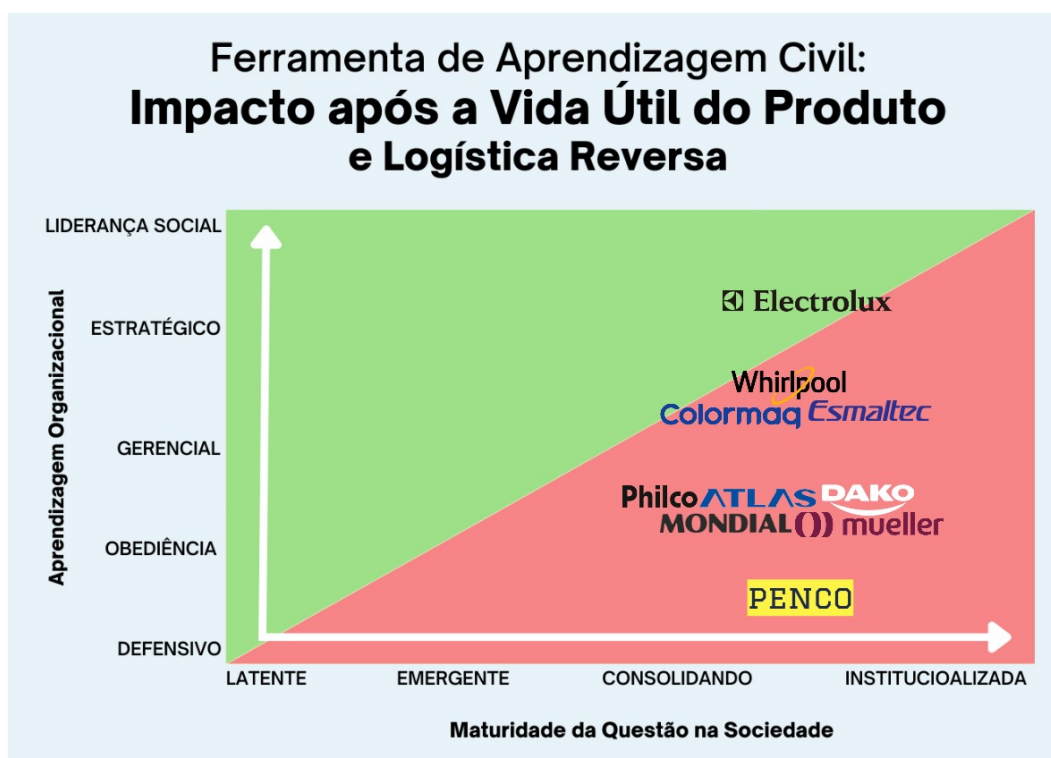 Ferramenta de Aprendizagem Civil:
Impacto após a Vida Útil do Produto
e Logística Reversa
LIDERANÇA SOCIAL
ESTRATÉGICO
GERENCIAL
OBEDIÊNCIA
DEFENSIVO
Aprendizagem Organizacional
Electrolux
Whirlpool
Colormaq Esmaltec
Philco ATLAS DAKO
MONDIAL mueller
PENCO
LATENTE EMERGENTE CONSOLIDANDO INSTITUCIOALIZADA
Maturidade da Questão na Sociedade